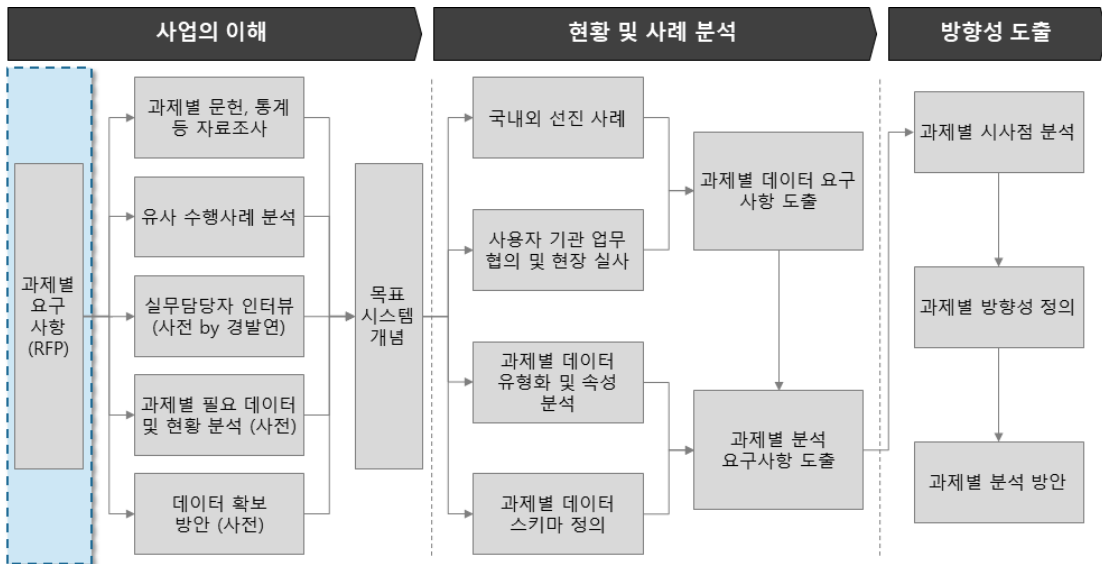 사업의 이해
현황 및 사례 분석
방향성 도출
과제별
요구
사항
(RFP)
과제별 문헌, 통계
등 자료조사
유사 수행사례 분석
실무담당자 인터뷰
(사전 by 경발연)
과제별 필요 데이터
및 현황 분석 (사전)
데이터 확보
방안 (사전)
목표
시스템
개념
국내외 선진 사례
사용자 기관 업무
협의 및 현장 실사
과제별 데이터
유형화 및 속성
분석
과제별 데이터
스키마 정의
과제별 데이터 요구
사항 도출
과제별 분석
요구사항 도출
과제별 시사점 분석
과제별 방향성 정의
과제별 분석 방안